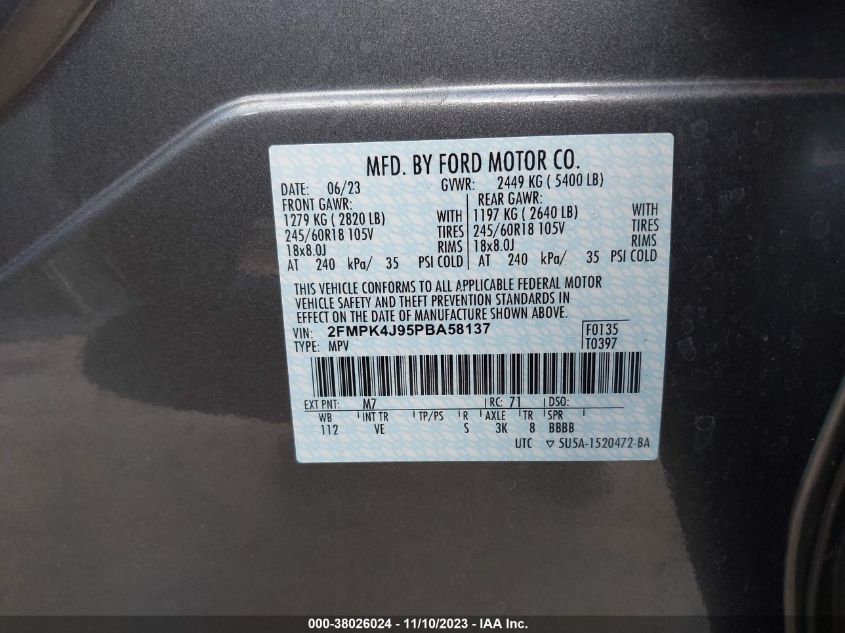 MFD. BY FORD MOTOR CO.
DATE: 06/23 GVWR: 2449 KG ( 5400 LB)
FRONT GAWR: REAR GAWR:
1279 KG ( 2820 LB) WITH 1197 KG ( 2640 LB) WITH
245/60R18 105V TIRES 245/60R18 105V TIRES
18x8.0J RIMS 18x8.0J RIMS
AT 240 kPa/ 35 PSI COLD AT 240 kPa/ 35 PSI COLD
THIS VEHICLE CONFORMS TO ALL APPLICABLE FEDERAL MOTOR
VEHICLE SAFETY AND THEFT PREVENTION STANDARDS IN
EFFECT ON THE DATE OF MANUFACTURE SHOWN ABOVE.
VIN: 2FMPK4J95PBA58137 F0135
TYPE: MPV T0397
EXT PNT: M7 RC: 71 DSO:
WB INT TR TP/PS R AXLE TR SPR
112 VE S 3K 8 BBBB
UTC ▽ 5U5A-1520472-BA
000-38026024 — 11/10/2023 — IAA Inc.